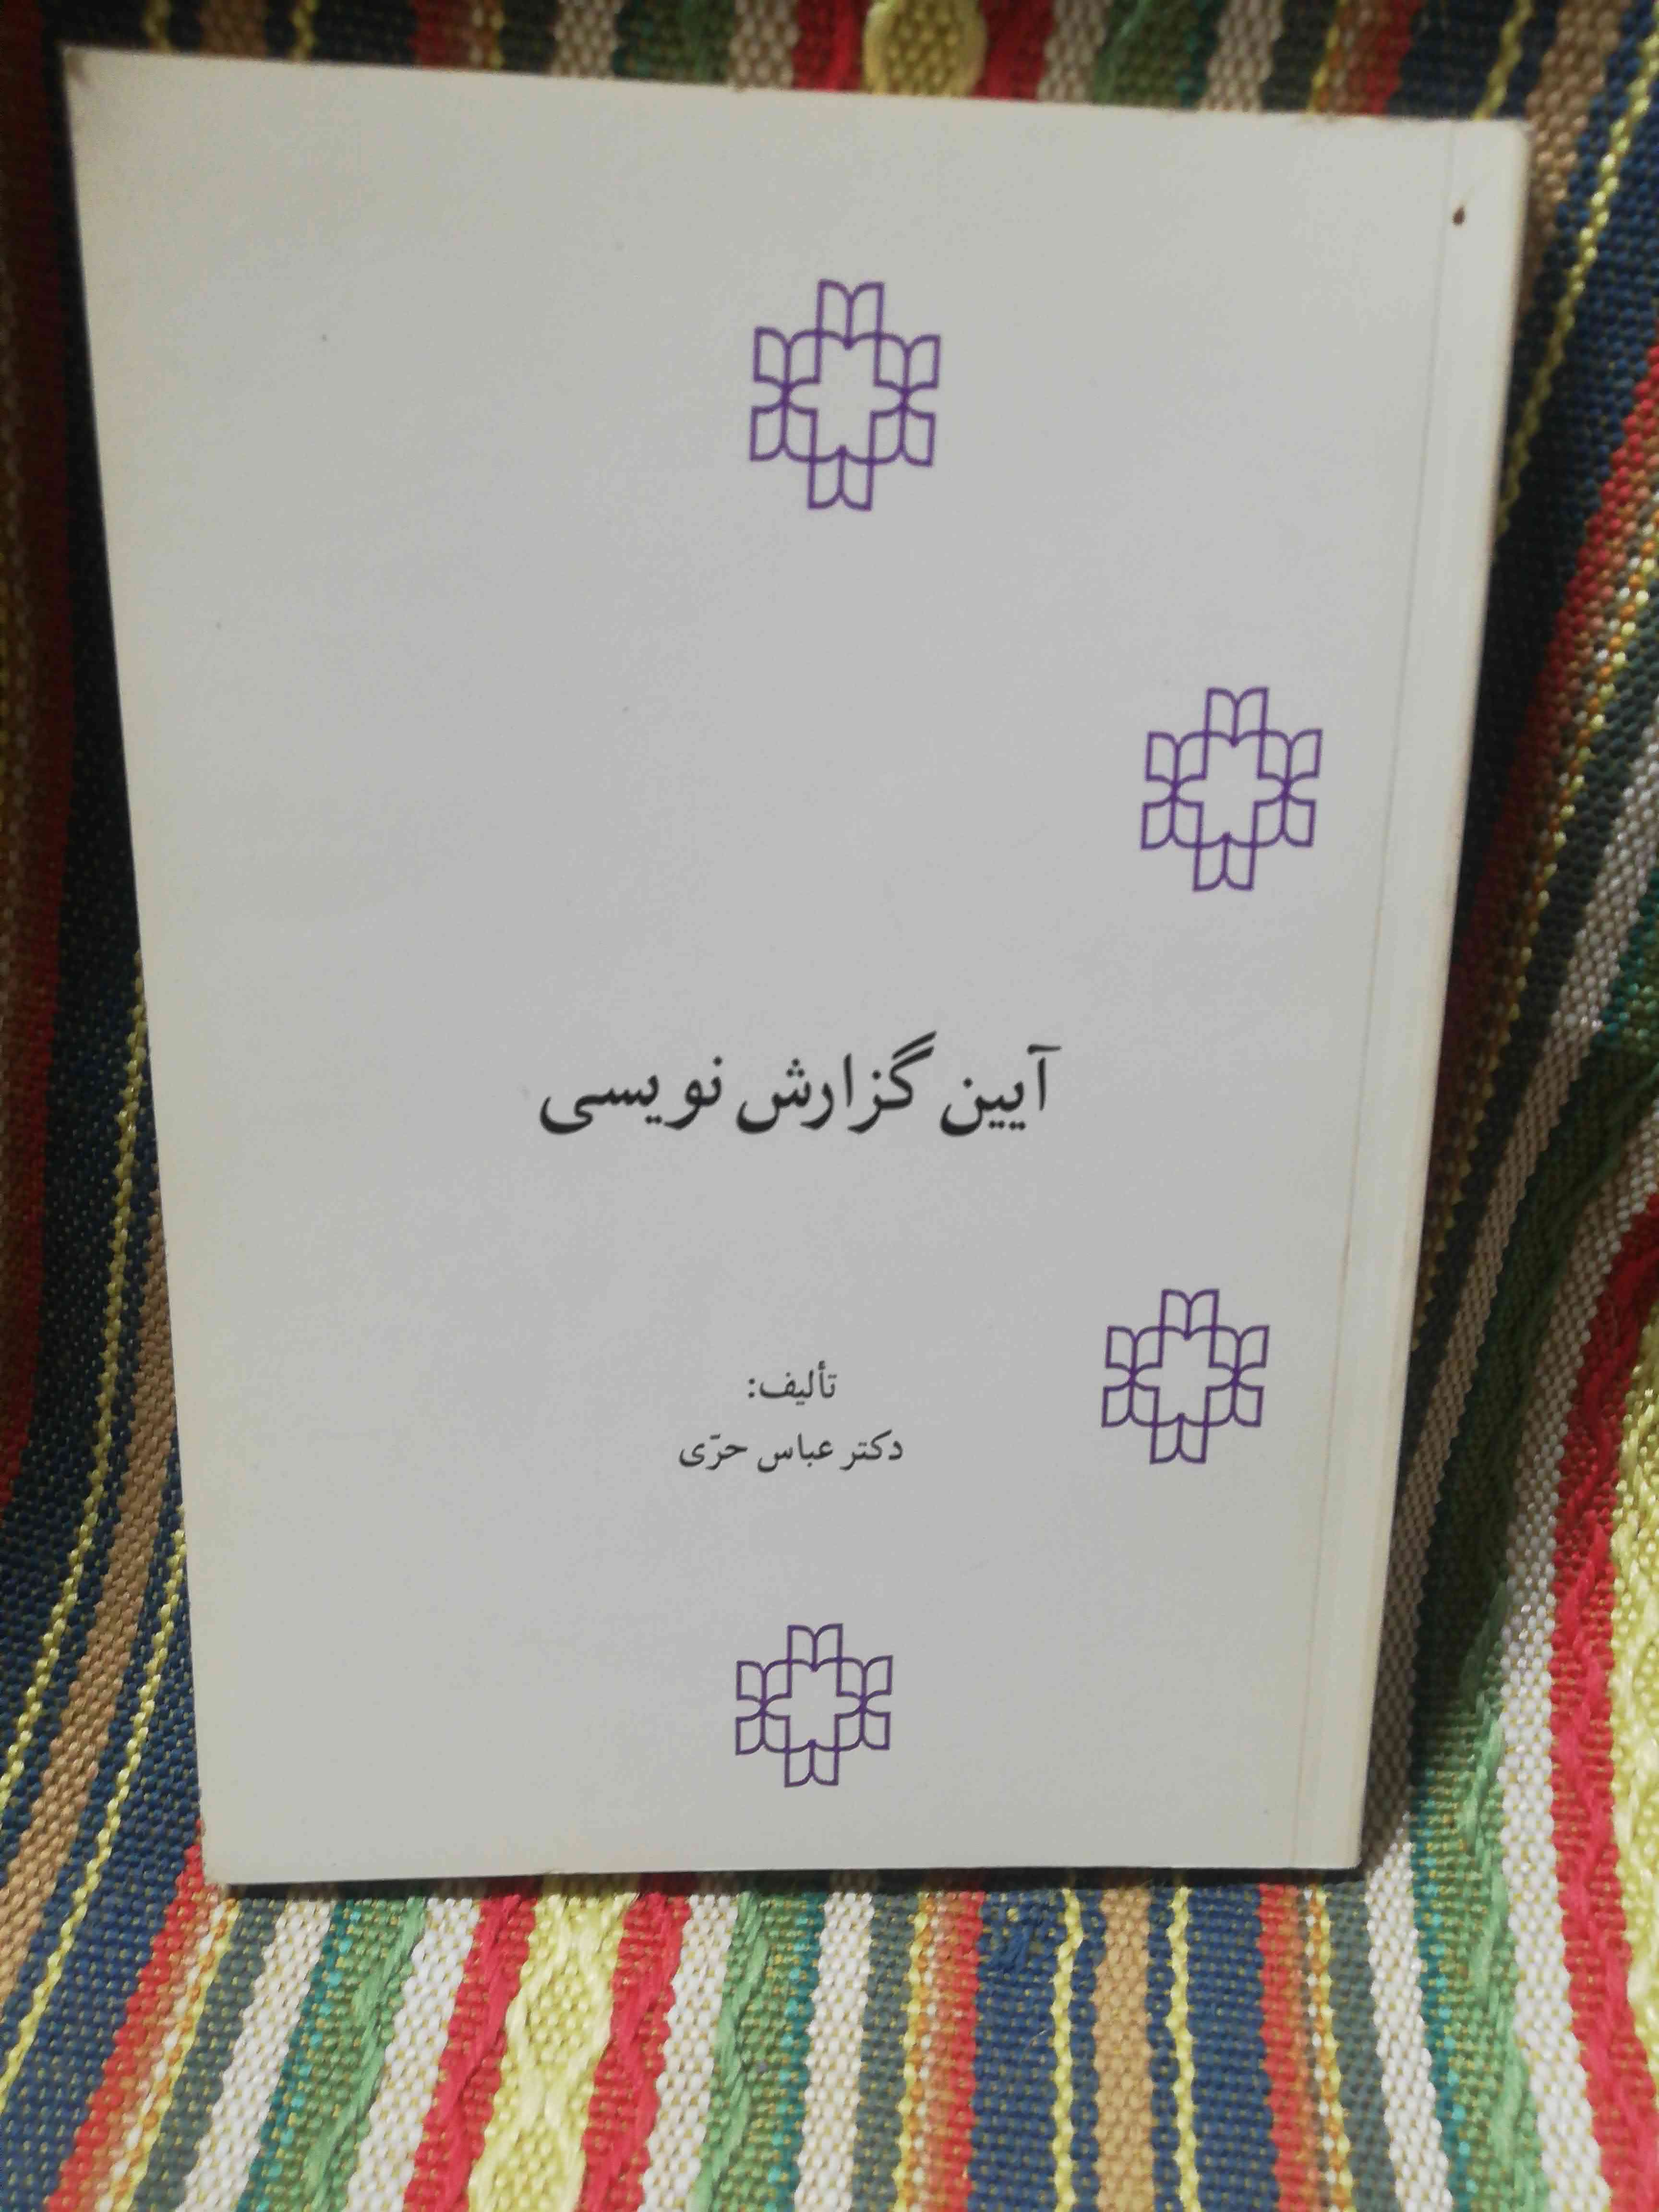 آیین گزارش نویسی
تألیف:
دکتر عباس حرّی